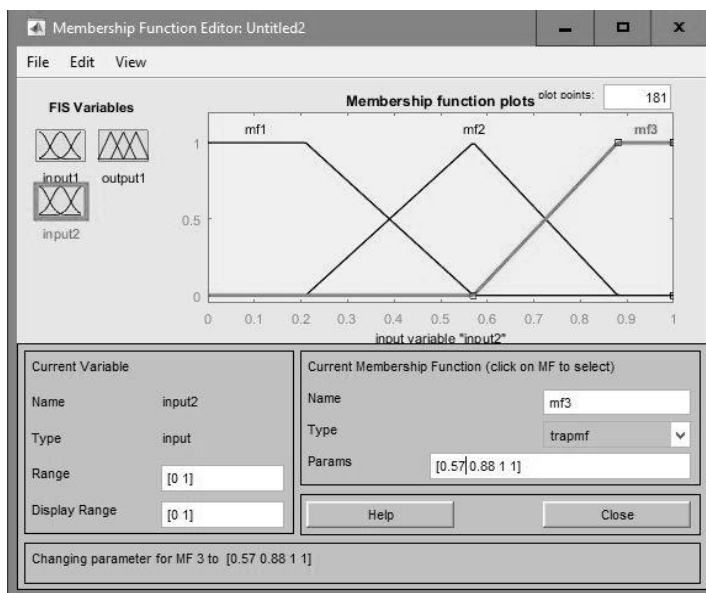 Membership Function Editor: Untitled2
File Edit View
FIS Variables
input1 output1
input2
Membership function plots plot points: 181
mf1 mf2 mf3
1
0.5
0
0 0.1 0.2 0.3 0.4 0.5 0.6 0.7 0.8 0.9 1
input variable "input2"
Current Variable
Name input2
Type input
Range [0 1]
Display Range [0 1]
Current Membership Function (click on MF to select)
Name mf3
Type trapmf
Params [0.57 0.88 1 1]
Help Close
Changing parameter for MF 3 to [0.57 0.88 1 1]